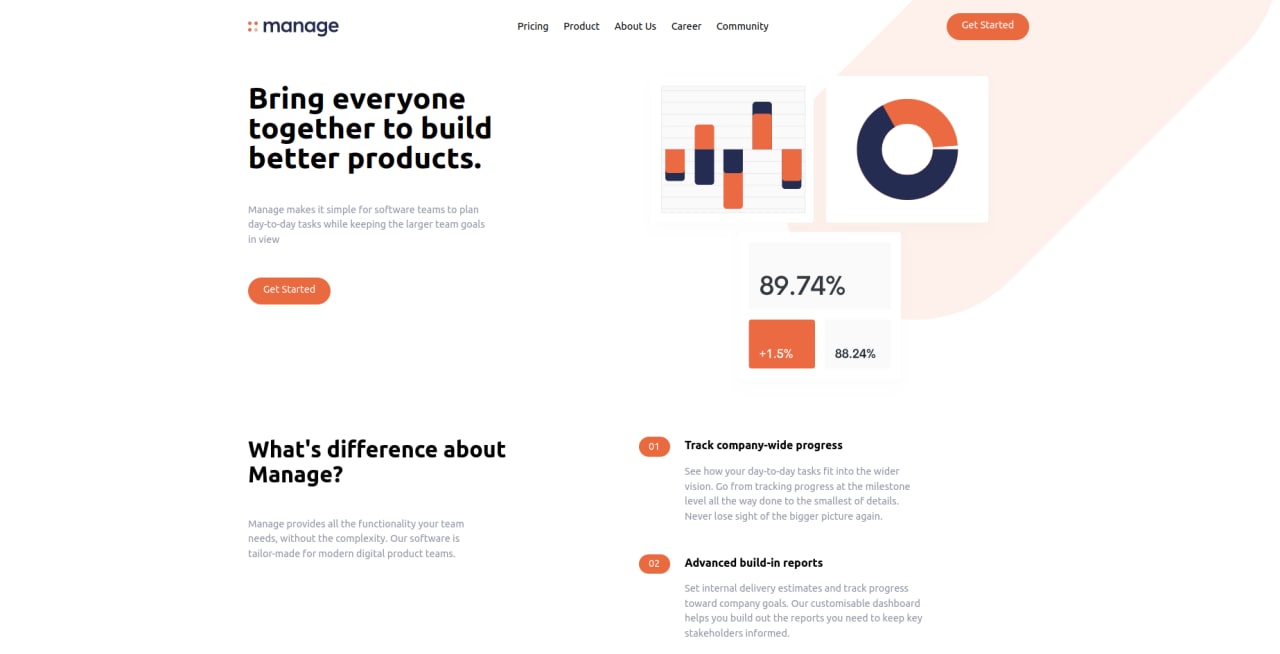 manage
Pricing
Product
About Us
Career
Community
Get Started
Bring everyone
together to build
better products.
Manage makes it simple for software teams to plan
day-to-day tasks while keeping the larger team goals
in view
Get Started
89.74%
+1.5%
88.24%
What's difference about
Manage?
Manage provides all the functionality your team
needs, without the complexity. Our software is
tailor-made for modern digital product teams.
01
Track company-wide progress
See how your day-to-day tasks fit into the wider
vision. Go from tracking progress at the milestone
level all the way done to the smallest of details.
Never lose sight of the bigger picture again.
02
Advanced build-in reports
Set internal delivery estimates and track progress
toward company goals. Our customisable dashboard
helps you build out the reports you need to keep key
stakeholders informed.